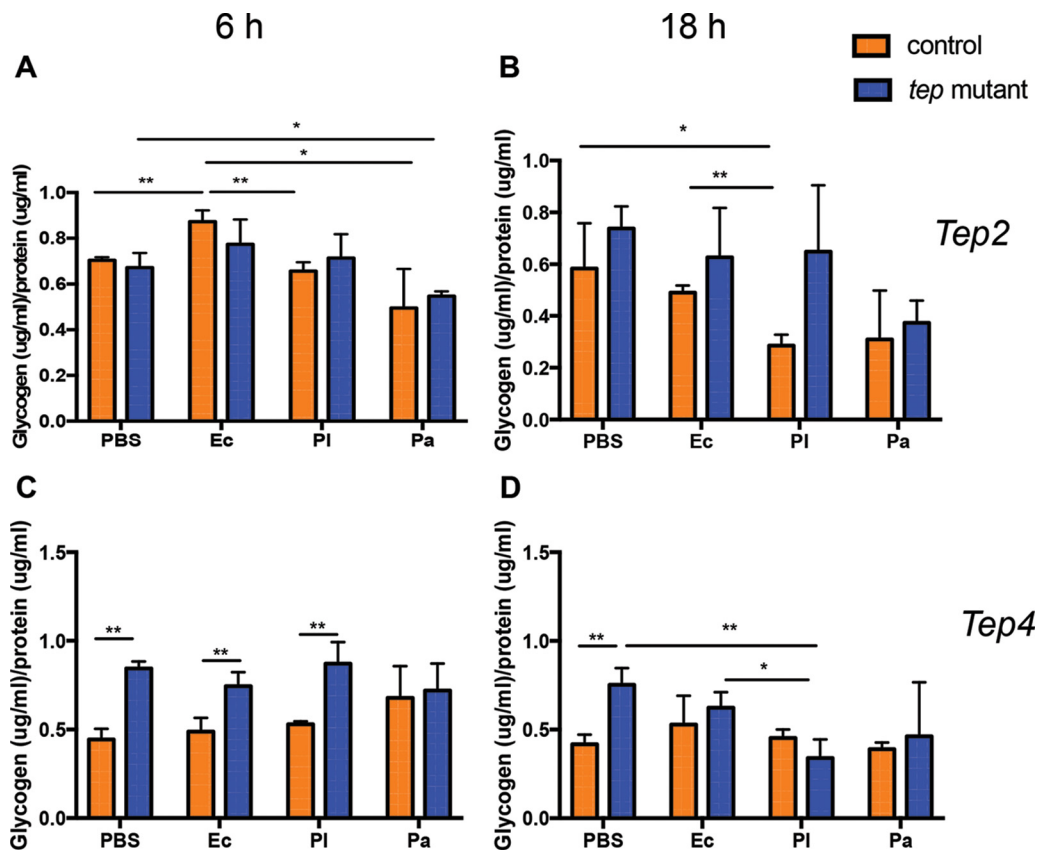 6 h
18 h
control
tep mutant
A
Glycogen (ug/ml)/protein (ug/ml)
1.0
0.8
0.6
0.4
0.2
0.0
*
*
**
**
PBS
Ec
Pl
Pa
B
Glycogen (ug/ml)/protein (ug/ml)
1.0
0.8
0.6
0.4
0.2
0.0
*
**
PBS
Ec
Pl
Pa
Tep2
C
Glycogen (ug/ml)/protein (ug/ml)
1.5
1.0
0.5
0.0
**
**
**
PBS
Ec
Pl
Pa
D
Glycogen (ug/ml)/protein (ug/ml)
1.5
1.0
0.5
0.0
**
**
*
PBS
Ec
Pl
Pa
Tep4